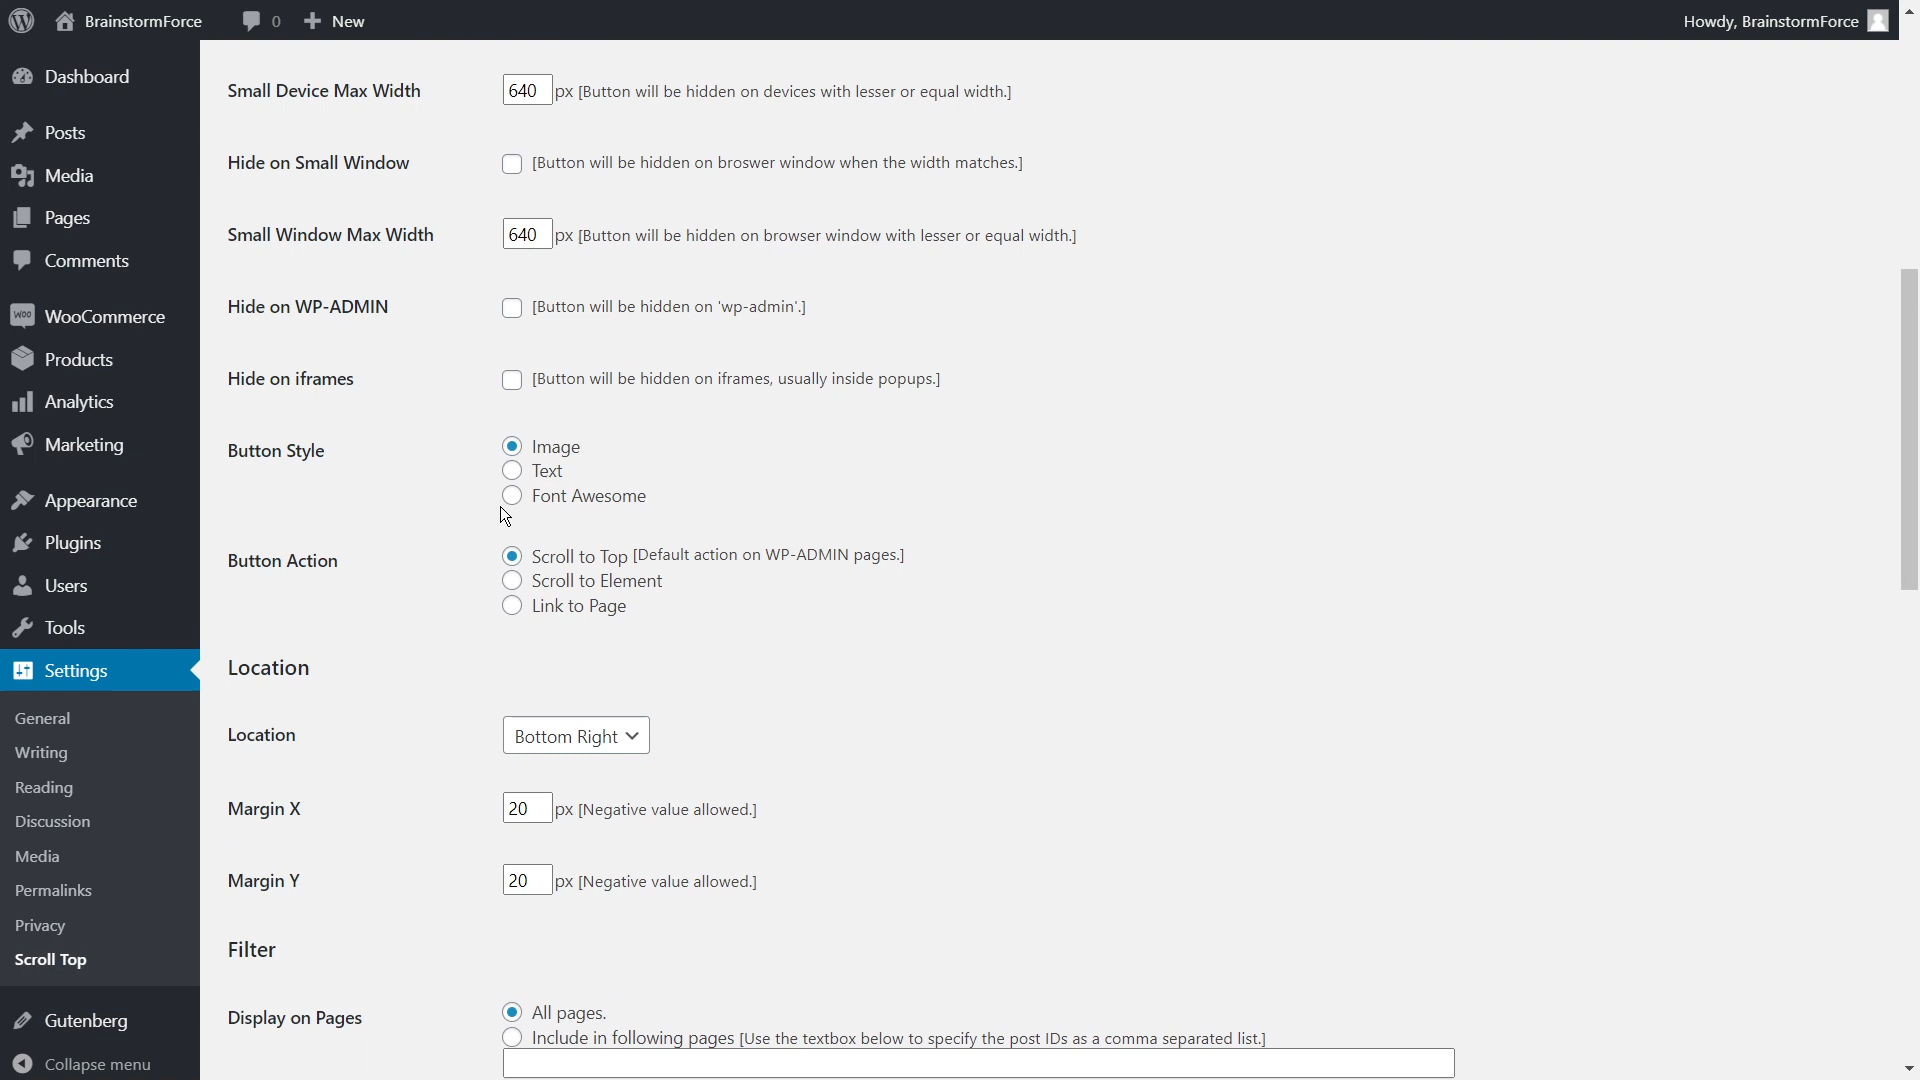 BrainstormForce
0
New
Howdy, BrainstormForce
Dashboard
Posts
Media
Pages
Comments
WooCommerce
Products
Analytics
Marketing
Appearance
Plugins
Users
Tools
Settings
General
Writing
Reading
Discussion
Media
Permalinks
Privacy
Scroll Top
Gutenberg
Collapse menu
Small Device Max Width 640 px [Button will be hidden on devices with lesser or equal width.]
Hide on Small Window [Button will be hidden on broswer window when the width matches.]
Small Window Max Width 640 px [Button will be hidden on browser window with lesser or equal width.]
Hide on WP-ADMIN [Button will be hidden on 'wp-admin'.]
Hide on iframes [Button will be hidden on iframes, usually inside popups.]
Button Style Image
Text
Font Awesome
Button Action Scroll to Top [Default action on WP-ADMIN pages.]
Scroll to Element
Link to Page
Location
Location Bottom Right
Margin X 20 px [Negative value allowed.]
Margin Y 20 px [Negative value allowed.]
Filter
Display on Pages All pages.
Include in following pages [Use the textbox below to specify the post IDs as a comma separated list.]